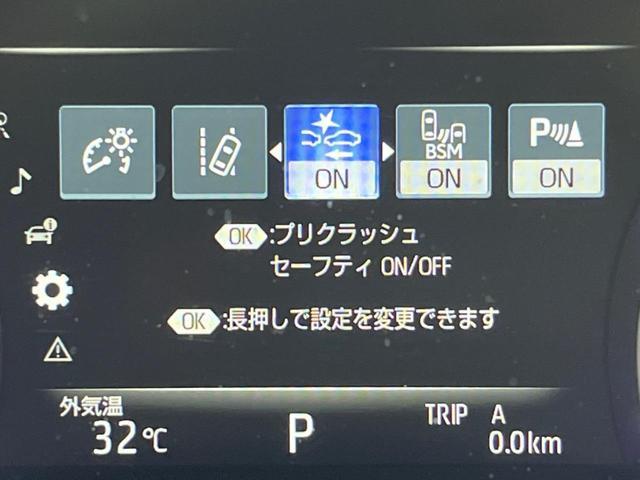 BSM
P
ON
ON
ON
OK :プリクラッシュ
セーフティ ON/OFF
OK :長押しで設定を変更できます
外気温
32℃
P
TRIP A
0.0km